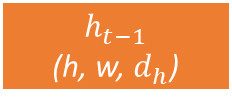 h_{t−1}
(h, w, d_h)